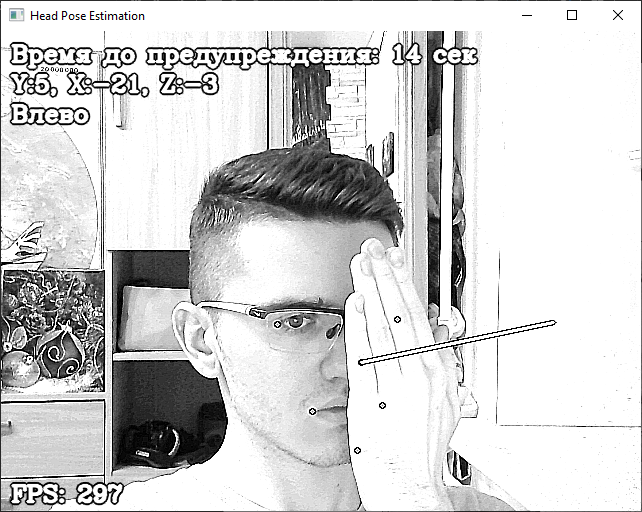 Head Pose Estimation
Время до предупреждения: 14 сек
Y:5, X:-21, Z:-3
Влево
FPS: 297